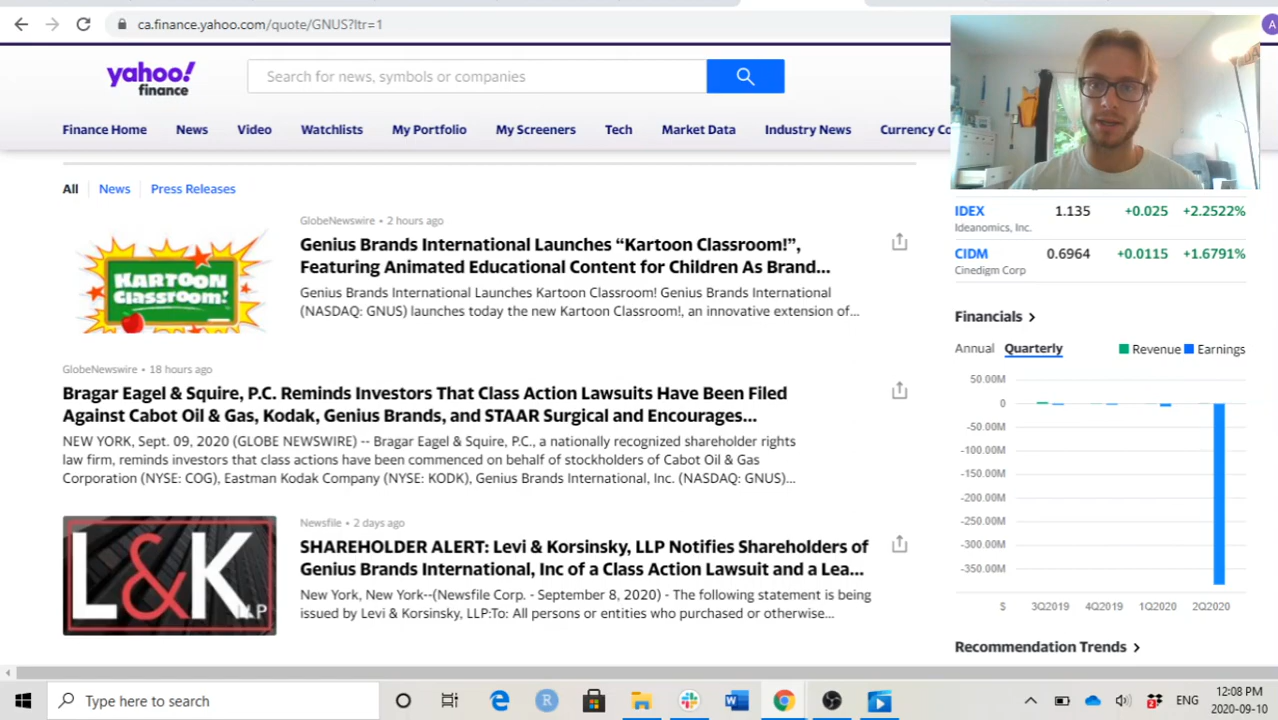 ca.finance.yahoo.com/quote/GNUS?ltr=1
A
yahoo!
finance
Search for news, symbols or companies
Finance Home News Video Watchlists My Portfolio My Screeners Tech Market Data Industry News Currency Co
All News Press Releases
GlobeNewswire • 2 hours ago
Genius Brands International Launches “Kartoon Classroom!”,
Featuring Animated Educational Content for Children As Brand...
Genius Brands International Launches Kartoon Classroom! Genius Brands International
(NASDAQ: GNUS) launches today the new Kartoon Classroom!, an innovative extension of...
KARTOON
CLASSROOM!
GlobeNewswire • 18 hours ago
Bragar Eagel & Squire, P.C. Reminds Investors That Class Action Lawsuits Have Been Filed
Against Cabot Oil & Gas, Kodak, Genius Brands, and STAAR Surgical and Encourages...
NEW YORK, Sept. 09, 2020 (GLOBE NEWSWIRE) -- Bragar Eagel & Squire, P.C., a nationally recognized shareholder rights
law firm, reminds investors that class actions have been commenced on behalf of stockholders of Cabot Oil & Gas
Corporation (NYSE: COG), Eastman Kodak Company (NYSE: KODK), Genius Brands International, Inc. (NASDAQ: GNUS)...
L&K
LLP
Newsfile • 2 days ago
SHAREHOLDER ALERT: Levi & Korsinsky, LLP Notifies Shareholders of
Genius Brands International, Inc of a Class Action Lawsuit and a Lea...
New York, New York--(Newsfile Corp. - September 8, 2020) - The following statement is being
issued by Levi & Korsinsky, LLP:To: All persons or entities who purchased or otherwise...
IDEX 1.135 +0.025 +2.2522%
Ideanomics, Inc.
CIDM 0.6964 +0.0115 +1.6791%
Cinedigm Corp
Financials
Annual Quarterly Revenue Earnings
50.00M
0
-50.00M
-100.00M
-150.00M
-200.00M
-250.00M
-300.00M
-350.00M
$ 3Q2019 4Q2019 1Q2020 2Q2020
Recommendation Trends
Type here to search
R
W
2
ENG
12:08 PM
2020-09-10